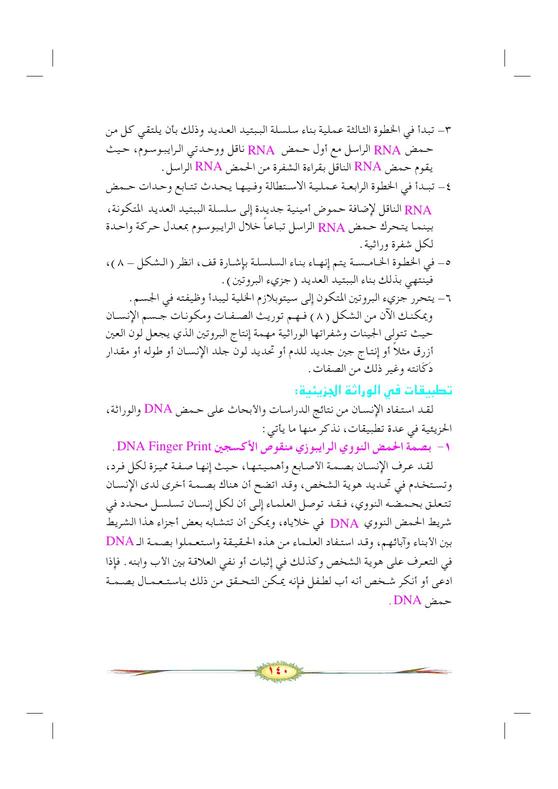 ٣- تبدأ في الخطوة الثالثة عملية بناء سلسلة الببتيد العديد وذلك بأن يلتقي كل من
حمض RNA الراسل مع أول حمض RNA ناقل ووحدتي الرايبوسوم، حيث
يقوم حمض RNA الناقل بقراءة الشفرة من الحمض RNA الراسل.
٤- تبدأ في الخطوة الرابعة عملية الاستطالة وفيها يحدث تتابع وحدات حمض
RNA الناقل لإضافة حموض أمينية جديدة إلى سلسلة الببتيد العديد المتكونة،
بينما يتحرك حمض RNA الراسل تباعاً خلال الرايبوسوم بمعدل حركة واحدة
لكل شفرة وراثية.
٥- في الخطوة الخامسة يتم إنهاء بناء السلسلة بإشارة قف، انظر (الشكل – ٨)،
فينتهي بذلك بناء الببتيد العديد (جزيء البروتين).
٦- يتحرر جزيء البروتين المتكون إلى سيتوبلازم الخلية ليبدأ وظيفته في الجسم.
ويمكنك الآن من الشكل (٨) فهم توريث الصفات ومكونات جسم الإنسان
حيث تتولى الجينات وشفراتها الوراثية مهمة إنتاج البروتين الذي يجعل لون العين
أزرق مثلاً أو إنتاج جين جديد للدم أو تحديد لون جلد الإنسان أو طوله أو مقدار
ذكائته وغير ذلك من الصفات.
تطبيقات في الوراثة الجزيئية:
لقد استفاد الإنسان من نتائج الدراسات والأبحاث على حمض DNA والوراثة،
الجزيئية في عدة تطبيقات، نذكر منها ما يأتي:
١- بصمة الحمض النووي الرايبوزي منقوص الأكسجين DNA Finger Print.
لقد عرف الإنسان بصمة الأصابع وأهميتها، حيث إنها صفة مميزة لكل فرد،
وتستخدم في تحديد هوية الشخص، وقد اتضح أن هناك بصمة أخرى لدى الإنسان
تتعلق بحمضه النووي، فقد توصل العلماء إلى أن لكل إنسان تسلسل محدد في
شريط الحمض النووي DNA في خلاياه، ويمكن أن تتشابه بعض أجزاء هذا الشريط
بين الأبناء وآبائهم، وقد استفاد العلماء من هذه الحقيقة واستعملوا بصمة الـ DNA
في التعرف على هوية الشخص وكذلك في إثبات أو نفي العلاقة بين الأب وابنه. فإذا
ادعى أو أنكر شخص أنه أب لطفل فإنه يمكن التحقق من ذلك باستعمال بصمة
حمض DNA.
١٤٠